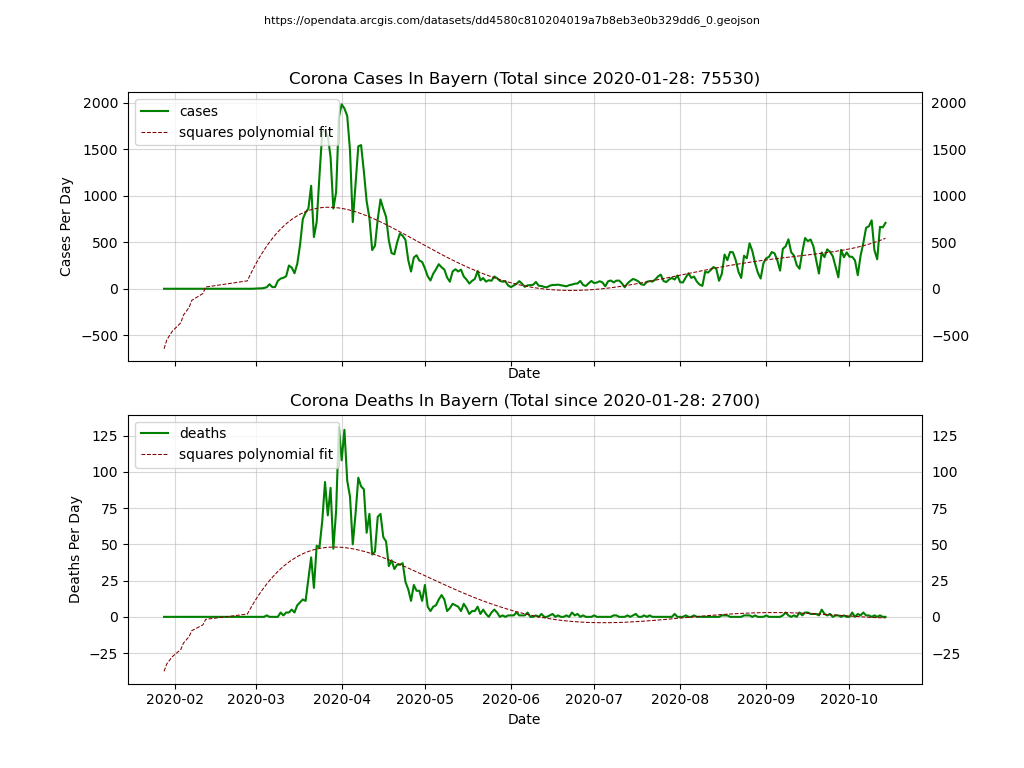 https://opendata.arcgis.com/datasets/dd4580c810204019a7b8eb3e0b329dd6_0.geojson
Corona Cases In Bayern (Total since 2020-01-28: 75530)
cases
squares polynomial fit
2000
1500
1000
500
0
−500
Cases Per Day
2000
1500
1000
500
0
−500
Date
Corona Deaths In Bayern (Total since 2020-01-28: 2700)
deaths
squares polynomial fit
125
100
75
50
25
0
−25
Deaths Per Day
125
100
75
50
25
0
−25
2020-02 2020-03 2020-04 2020-05 2020-06 2020-07 2020-08 2020-09 2020-10
Date